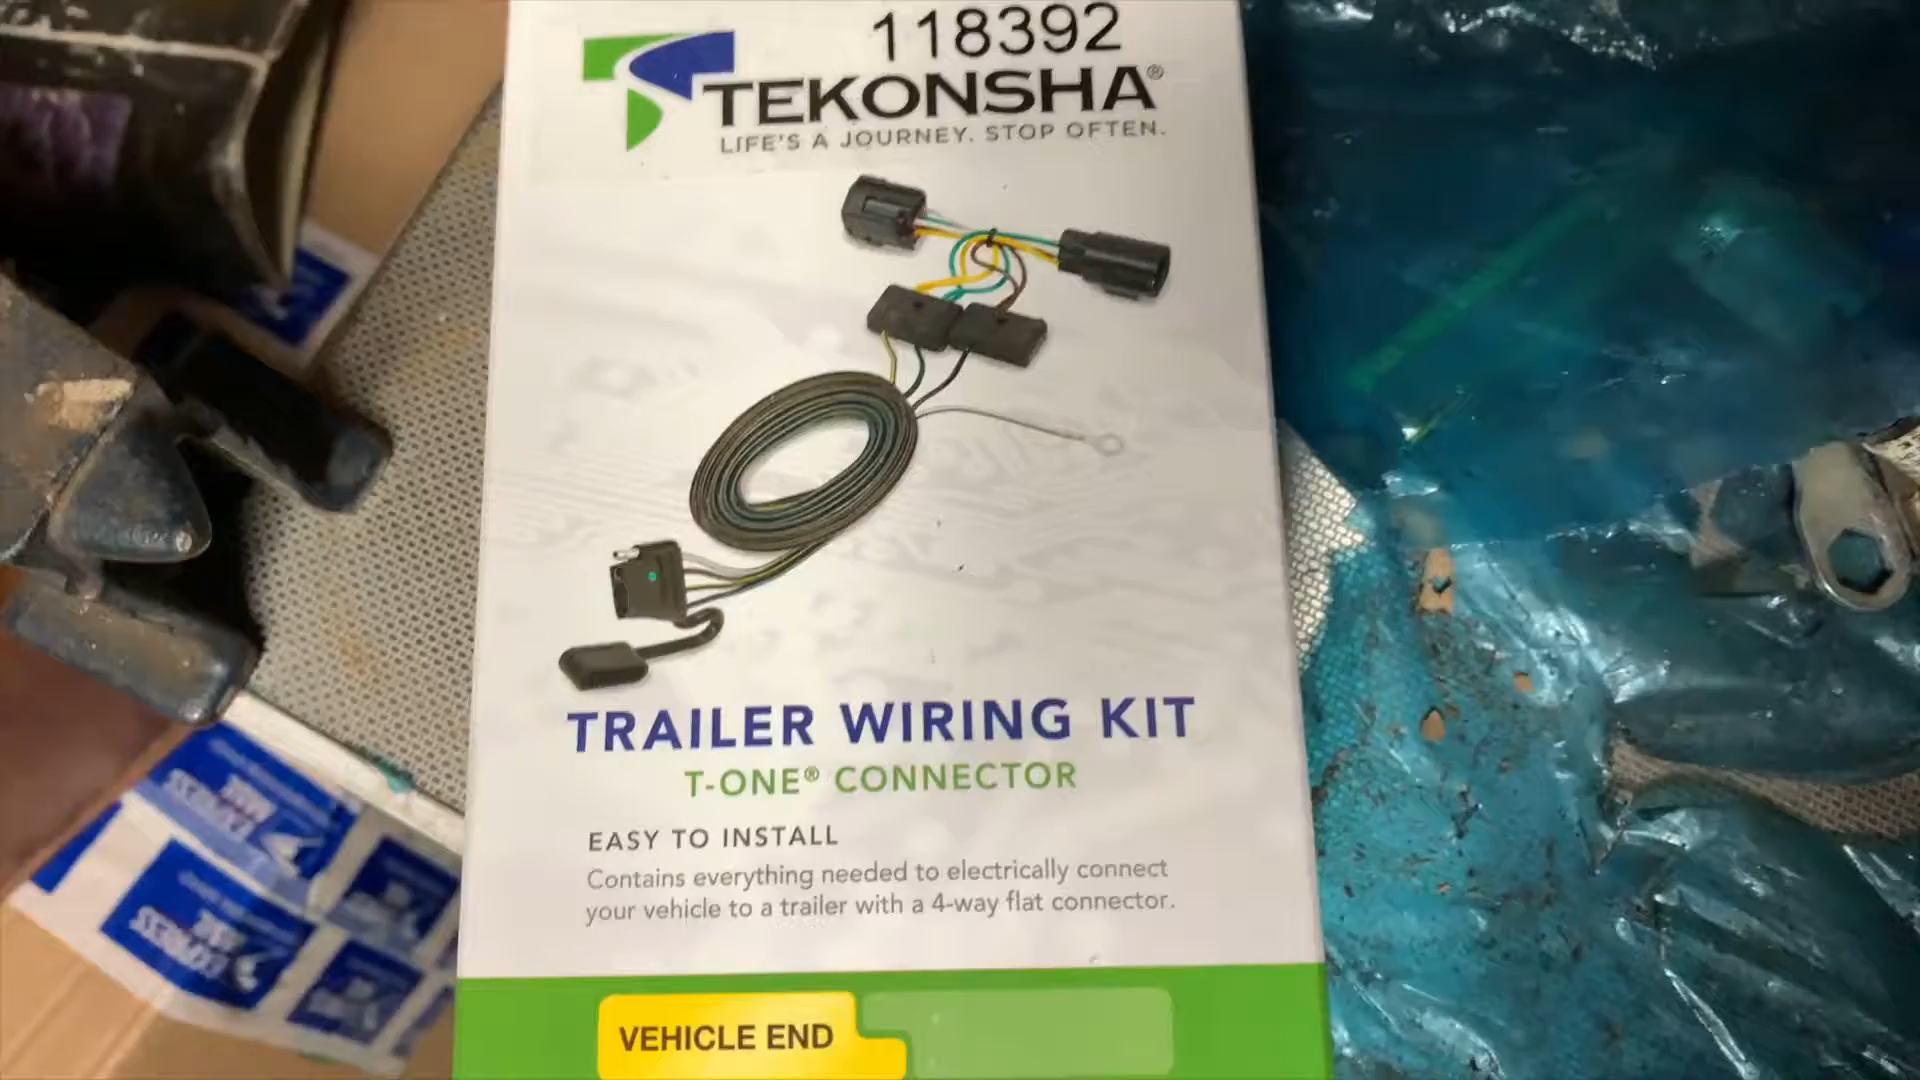 118392
TEKONSHA®
LIFE'S A JOURNEY. STOP OFTEN.
TRAILER WIRING KIT
T-ONE® CONNECTOR
EASY TO INSTALL
Contains everything needed to electrically connect
your vehicle to a trailer with a 4-way flat connector.
VEHICLE END